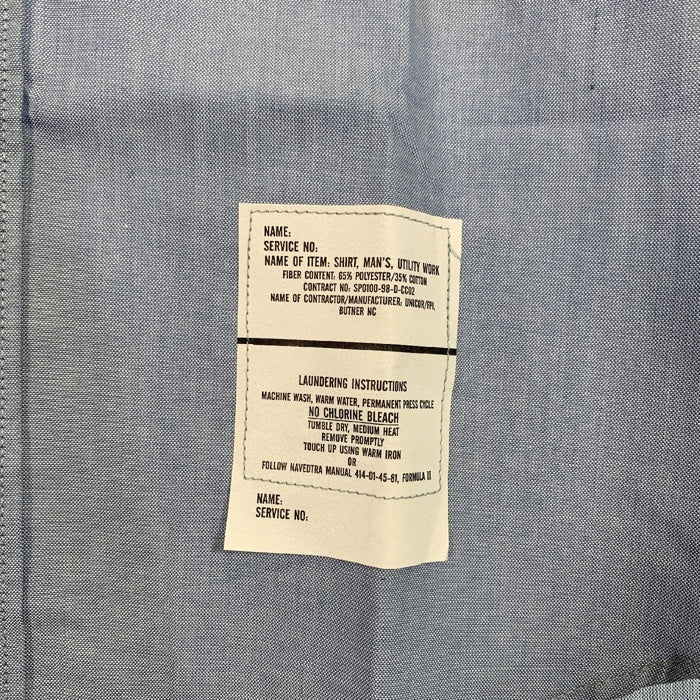 NAME:
SERVICE NO:
NAME OF ITEM: SHIRT, MAN'S, UTILITY WORK
FIBER CONTENT: 65% POLYESTER/35% COTTON
CONTRACT NO: SPO100-98-D-CC02
NAME OF CONTRACTOR/MANUFACTURER: UNICOR/FPI,
BUTNER NC
LAUNDERING INSTRUCTIONS
MACHINE WASH, WARM WATER, PERMANENT PRESS CYCLE
NO CHLORINE BLEACH
TUMBLE DRY, MEDIUM HEAT
REMOVE PROMPTLY
TOUCH UP USING WARM IRON
OR
FOLLOW NAVEDTRA MANUAL 414-01-45-81, FORMULA II
NAME:
SERVICE NO: